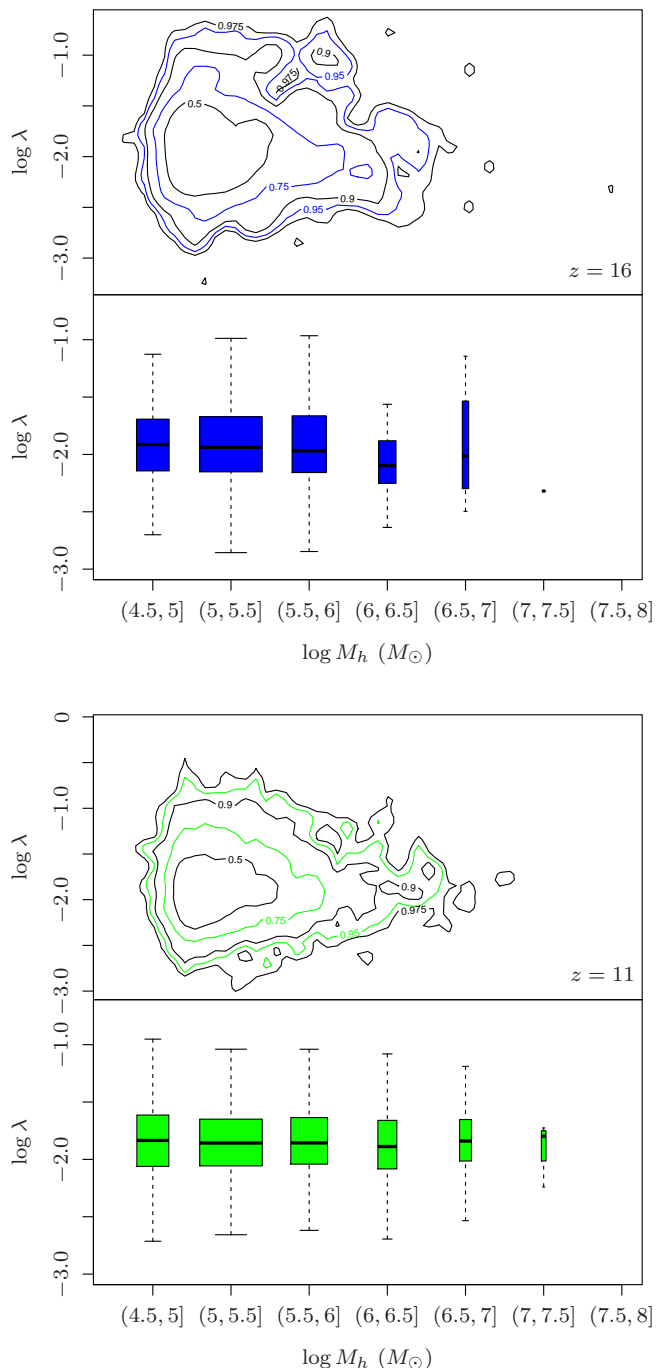 −1.0
−2.0
−3.0
log λ
0.975
0.9
0.975
0.95
0.5
0.75
0.9
0.95
z = 16
−1.0
−2.0
−3.0
log λ
(4.5, 5] (5, 5.5] (5.5, 6] (6, 6.5] (6.5, 7] (7, 7.5] (7.5, 8]
log M_h (M_⊙)
0
−1.0
−2.0
−3.0
log λ
0.9
0.5
0.75
0.9
0.975
0.95
z = 11
−1.0
−2.0
−3.0
log λ
(4.5, 5] (5, 5.5] (5.5, 6] (6, 6.5] (6.5, 7] (7, 7.5] (7.5, 8]
log M_h (M_⊙)